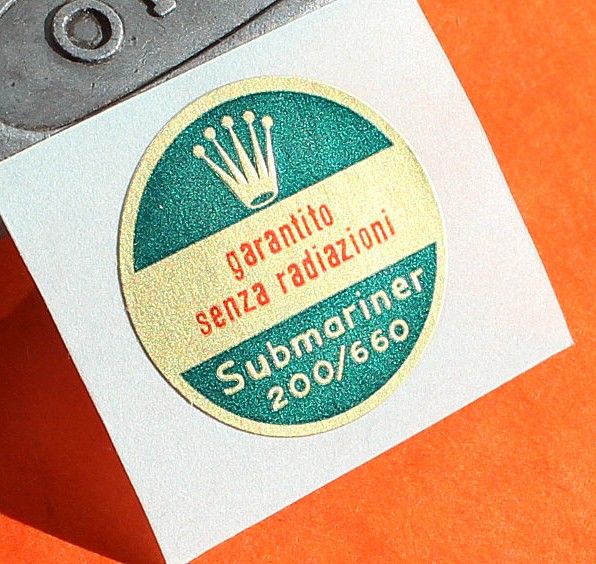 garantito
senza radiazioni
Submariner
200/660